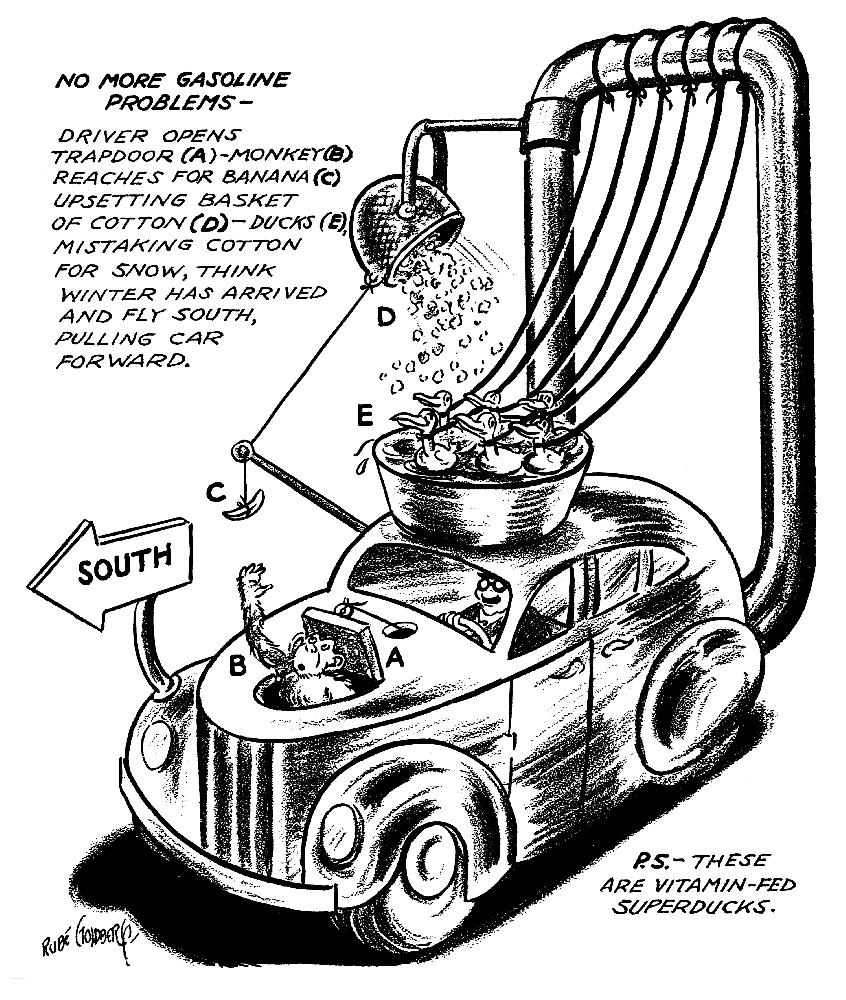 NO MORE GASOLINE
PROBLEMS-
DRIVER OPENS
TRAPDOOR (A)-MONKEY(B)
REACHES FOR BANANA(C)
UPSETTING BASKET
OF COTTON (D)-DUCKS (E),
MISTAKING COTTON
FOR SNOW, THINK
WINTER HAS ARRIVED
AND FLY SOUTH,
PULLING CAR
FORWARD.
D
E
C
SOUTH
B
A
P.S.- THESE
ARE VITAMIN-FED
SUPERDUCKS.
RUBE GOLDBERG